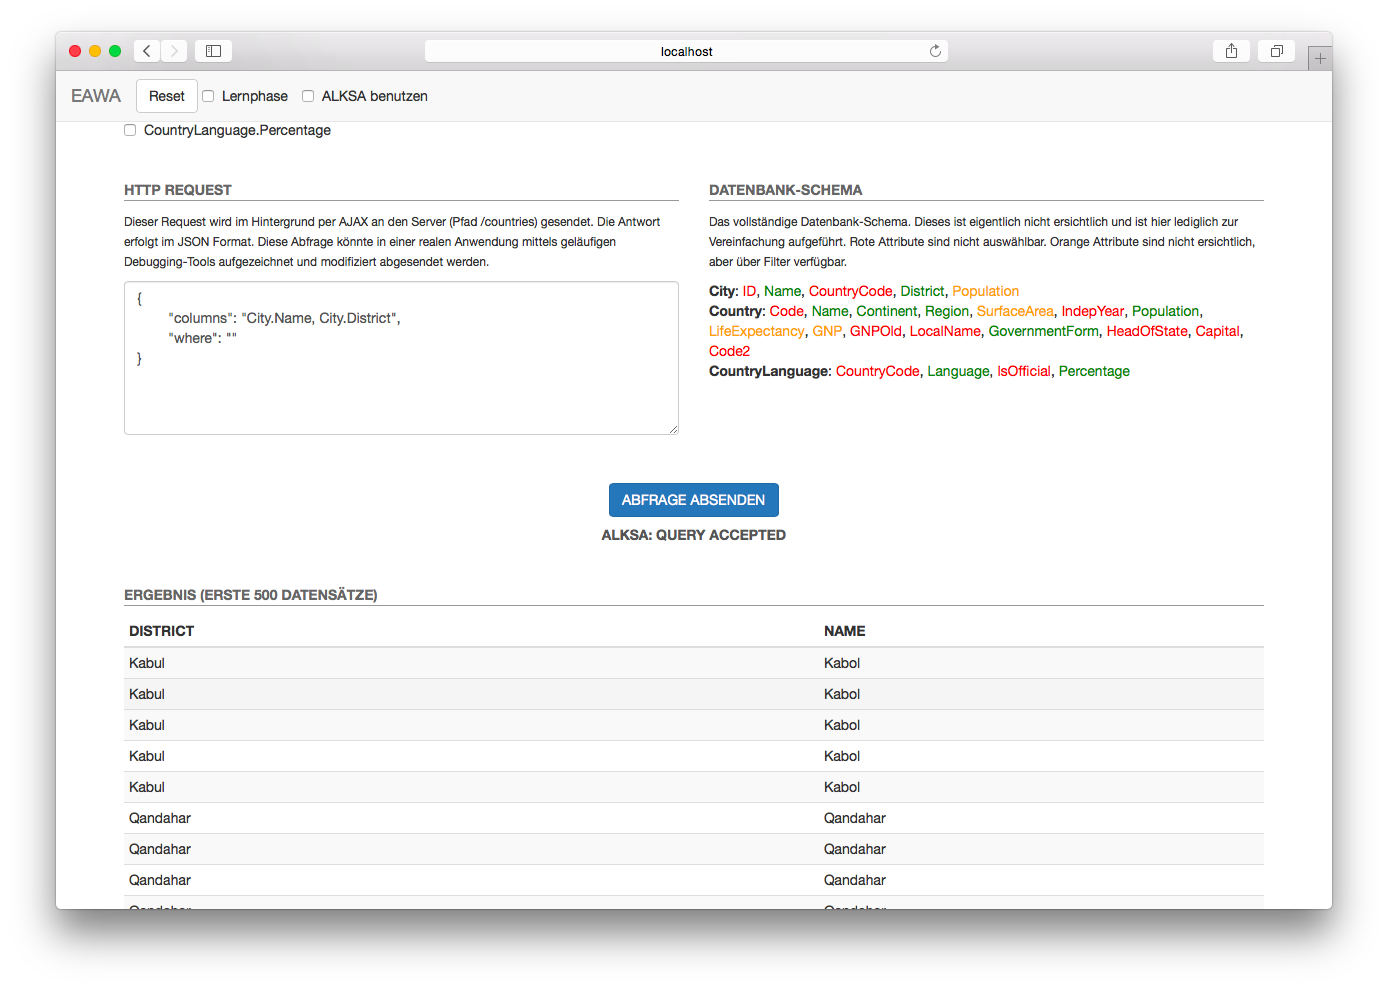 localhost
EAWA Reset Lernphase ALKSA benutzen
CountryLanguage.Percentage
HTTP REQUEST
Dieser Request wird im Hintergrund per AJAX an den Server (Pfad /countries) gesendet. Die Antwort
erfolgt im JSON Format. Diese Abfrage könnte in einer realen Anwendung mittels geläufigen
Debugging-Tools aufgezeichnet und modifiziert abgesendet werden.
{
"columns": "City.Name, City.District",
"where": ""
}
DATENBANK-SCHEMA
Das vollständige Datenbank-Schema. Dieses ist eigentlich nicht ersichtlich und ist hier lediglich zur
Vereinfachung aufgeführt. Rote Attribute sind nicht auswählbar. Orange Attribute sind nicht ersichtlich,
aber über Filter verfügbar.
City: ID, Name, CountryCode, District, Population
Country: Code, Name, Continent, Region, SurfaceArea, IndepYear, Population,
LifeExpectancy, GNP, GNPOld, LocalName, GovernmentForm, HeadOfState, Capital,
Code2
CountryLanguage: CountryCode, Language, IsOfficial, Percentage
ABFRAGE ABSENDEN
ALKSA: QUERY ACCEPTED
ERGEBNIS (ERSTE 500 DATENSÄTZE)
DISTRICT NAME
Kabul Kabol
Kabul Kabol
Kabul Kabol
Kabul Kabol
Kabul Kabol
Qandahar Qandahar
Qandahar Qandahar
Qandahar Qandahar
Qandahar Qandahar